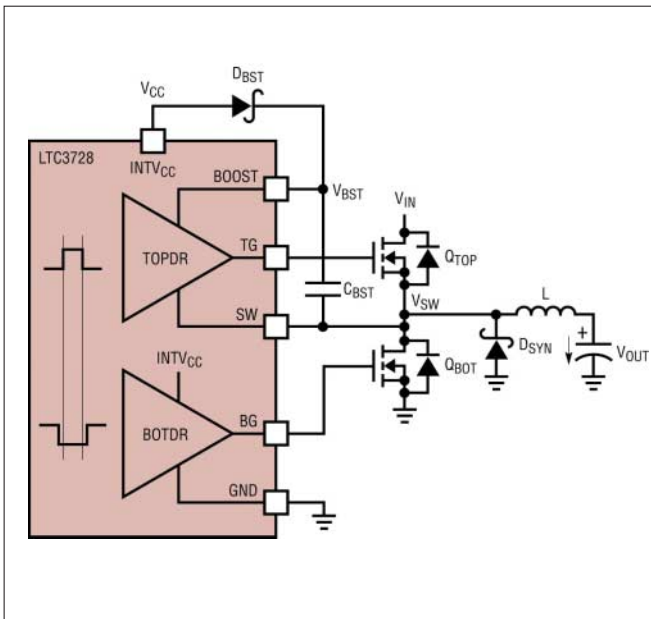 DBST
VCC
LTC3728
INTVCC
BOOST
VBST
VIN
TG
QTOP
TOPDR
CBST
VSW
SW
L
+
VOUT
DSYN
INTVCC
QBOT
BG
BOTDR
GND